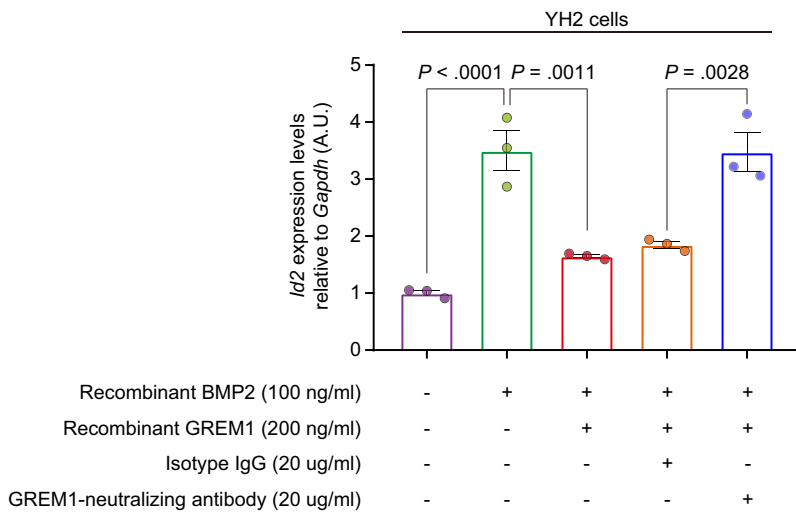 YH2 cells
P < .0001 P = .0011 P = .0028
Id2 expression levels
relative to Gapdh (A.U.)
5
4
3
2
1
0
Recombinant BMP2 (100 ng/ml) - + + + +
Recombinant GREM1 (200 ng/ml) - - + + +
Isotype IgG (20 ug/ml) - - - + -
GREM1-neutralizing antibody (20 ug/ml) - - - - +